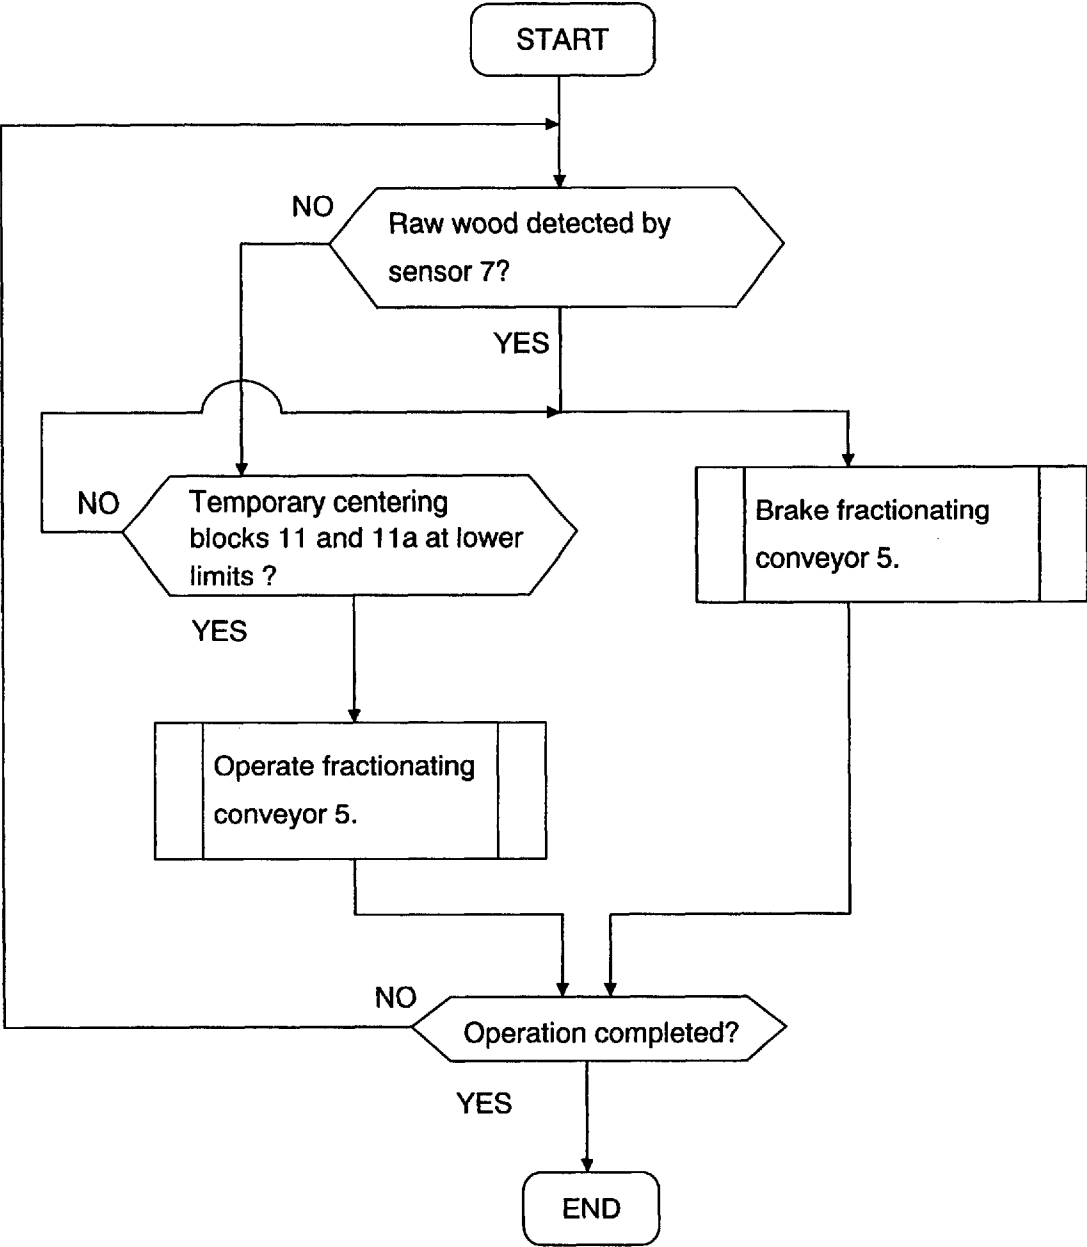 START
NO
Raw wood detected by
sensor 7?
YES
NO
Temporary centering
blocks 11 and 11a at lower
limits ?
Brake fractionating
conveyor 5.
YES
Operate fractionating
conveyor 5.
NO
Operation completed?
YES
END